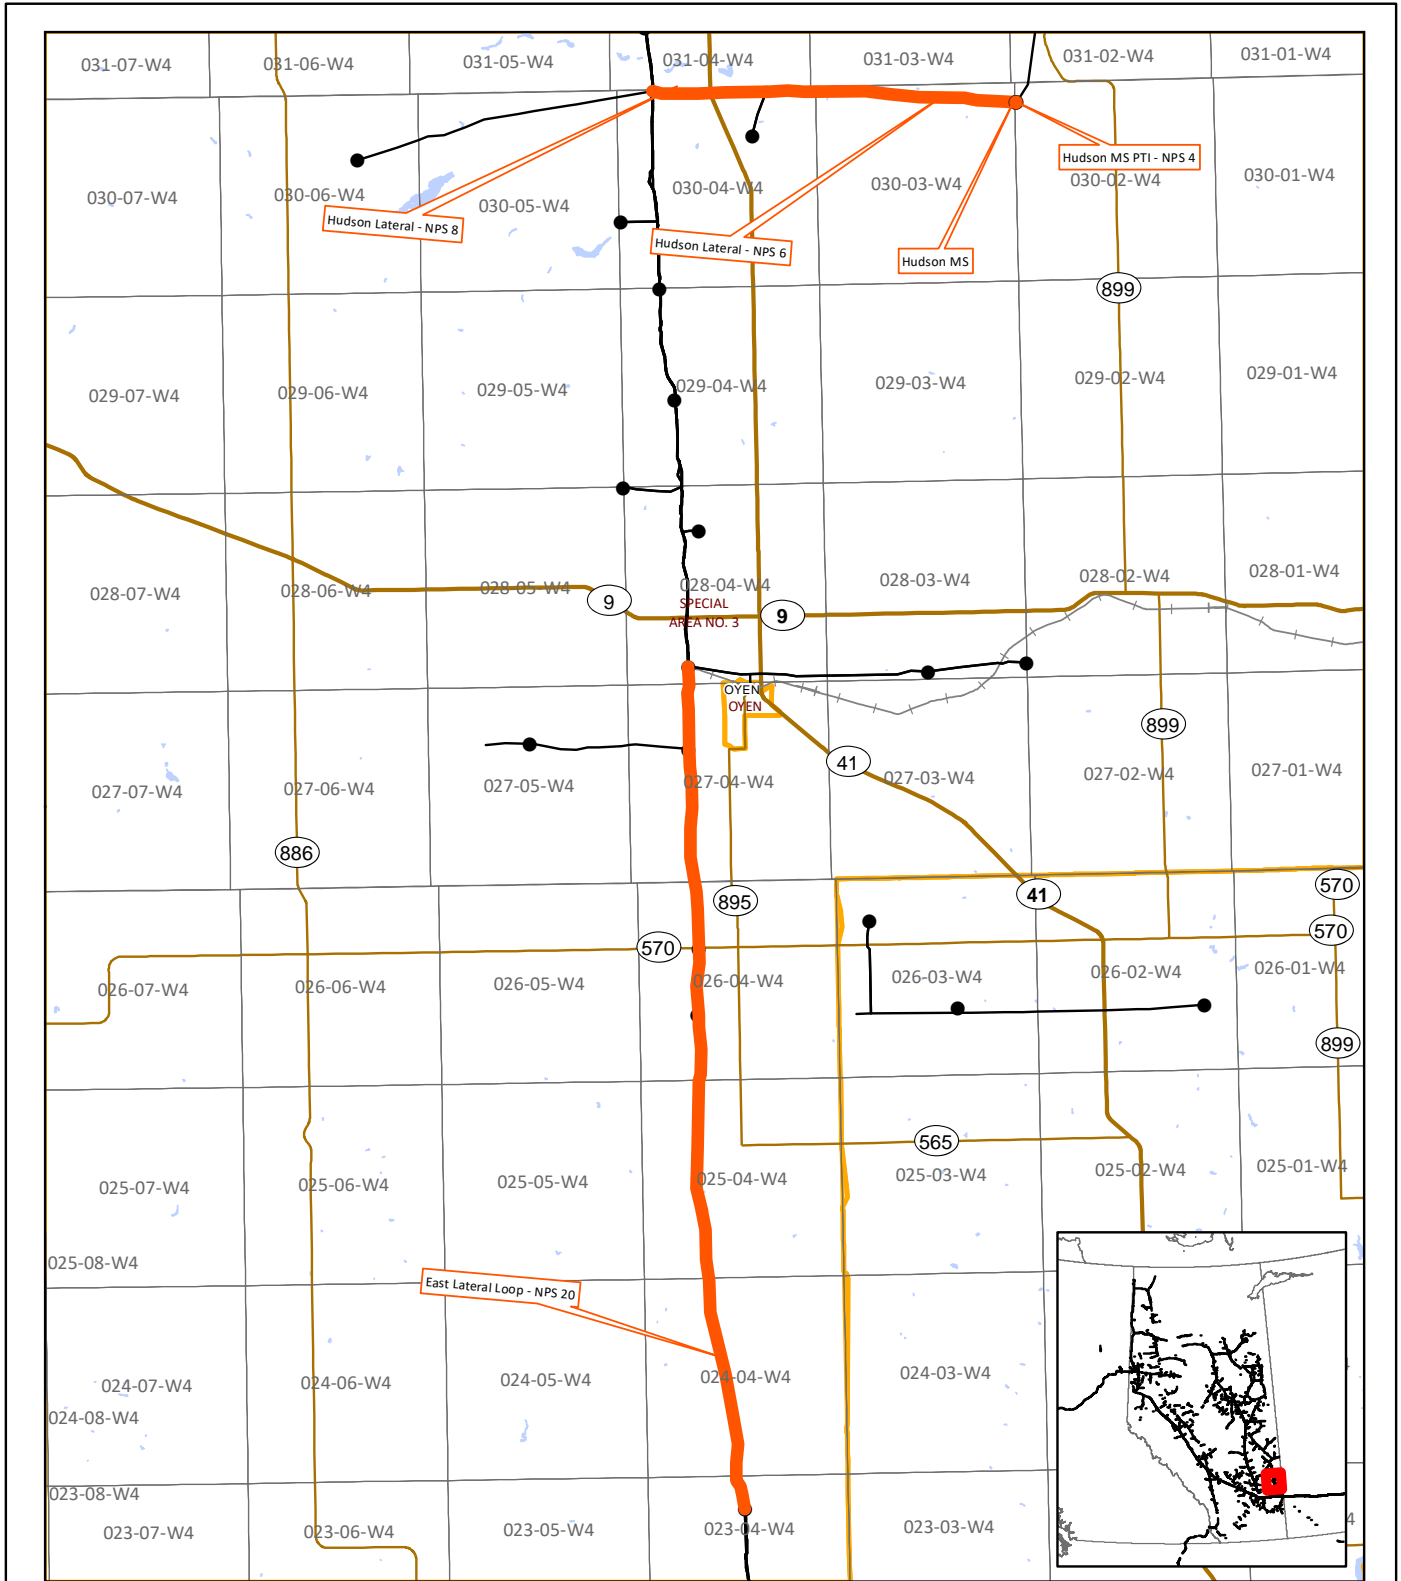 031-07-W4
031-06-W4
031-05-W4
031-04-W4
031-03-W4
031-02-W4
031-01-W4
Hudson MS PTI - NPS 4
030-07-W4
030-06-W4
030-05-W4
030-04-W4
030-03-W4
030-02-W4
030-01-W4
Hudson Lateral - NPS 8
Hudson Lateral - NPS 6
Hudson MS
899
029-07-W4
029-06-W4
029-05-W4
029-04-W4
029-03-W4
029-02-W4
029-01-W4
028-07-W4
028-06-W4
028-05-W4
028-04-W4
028-03-W4
028-02-W4
028-01-W4
9
SPECIAL
AREA NO. 3
9
OYEN
OYEN
899
41
027-07-W4
027-06-W4
027-05-W4
027-04-W4
027-03-W4
027-02-W4
027-01-W4
886
895
41
570
570
570
026-07-W4
026-06-W4
026-05-W4
026-04-W4
026-03-W4
026-02-W4
026-01-W4
899
565
025-07-W4
025-06-W4
025-05-W4
025-04-W4
025-03-W4
025-02-W4
025-01-W4
025-08-W4
East Lateral Loop - NPS 20
024-07-W4
024-06-W4
024-05-W4
024-04-W4
024-03-W4
024-08-W4
023-08-W4
023-07-W4
023-06-W4
023-05-W4
023-04-W4
023-03-W4
4